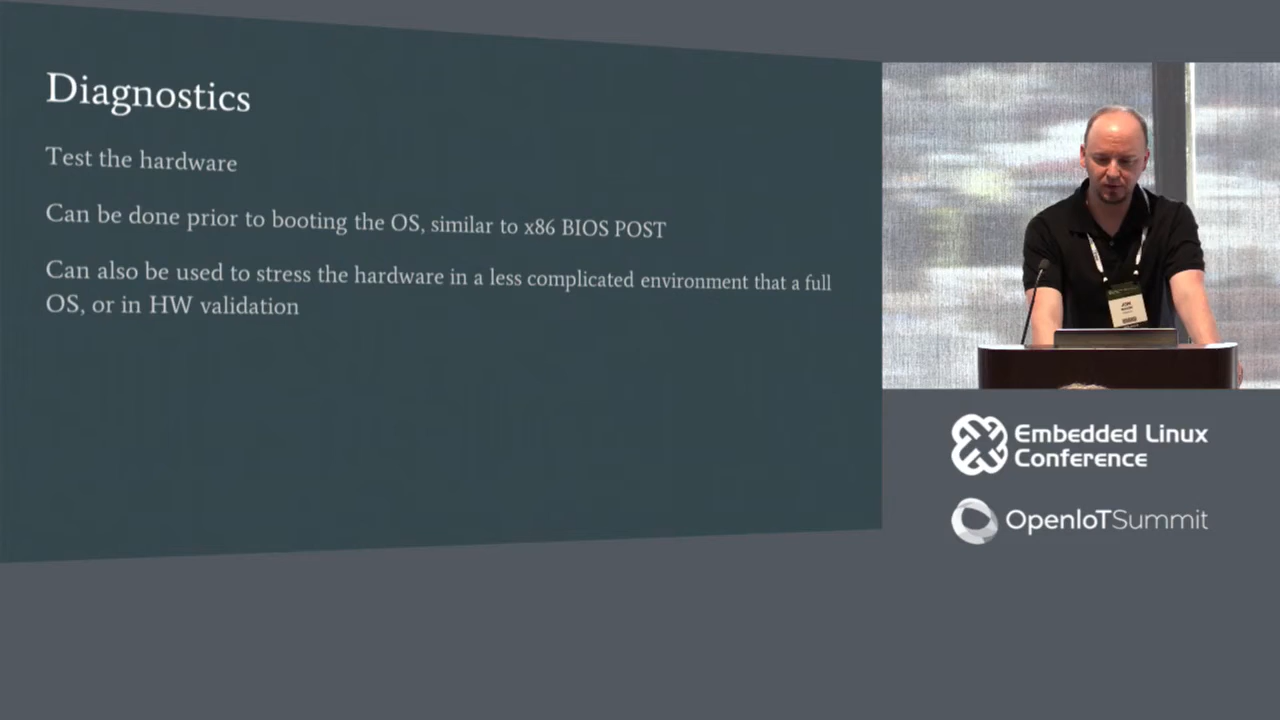 Diagnostics
Test the hardware
Can be done prior to booting the OS, similar to x86 BIOS POST
Can also be used to stress the hardware in a less complicated environment that a full
OS, or in HW validation
JON
Embedded Linux
Conference
OpenIoTSummit